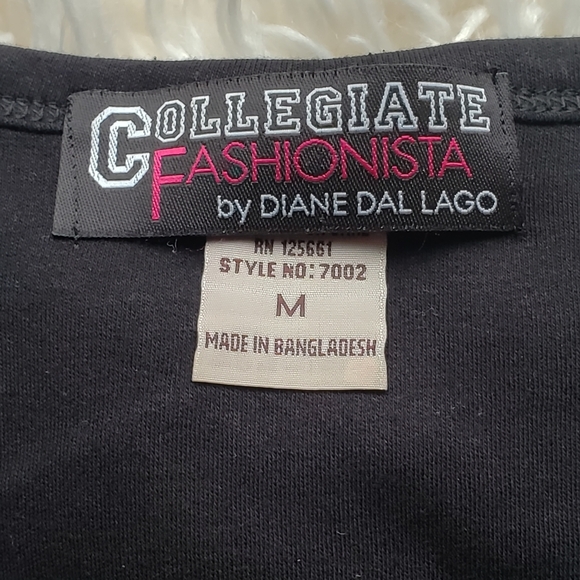 COLLEGIATE
FASHIONISTA
by DIANE DAL LAGO
RN 125661
STYLE NO: 7002
M
MADE IN BANGLADESH